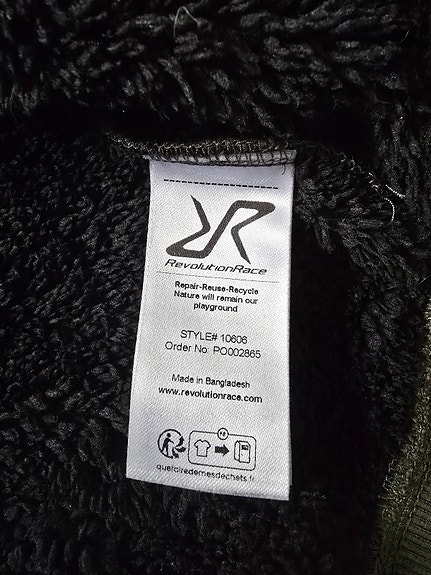 RevolutionRace
Repair-Reuse-Recycle
Nature will remain our
playground
STYLE# 10606
Order No: PO002865
Made in Bangladesh
www.revolutionrace.com
quefairedemesdechets.fr